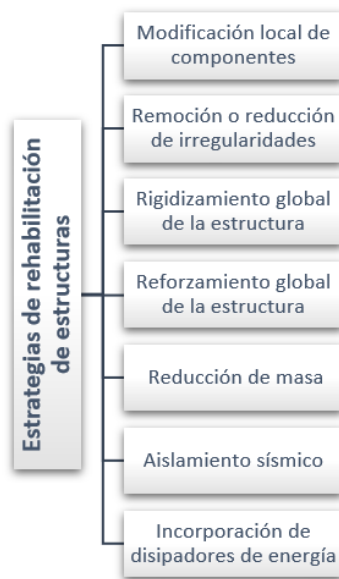 Estrategias de rehabilitación
de estructuras
Modificación local de
componentes
Remoción o reducción
de irregularidades
Rigidizamiento global
de la estructura
Reforzamiento global
de la estructura
Reducción de masa
Aislamiento sísmico
Incorporación de
disipadores de energía